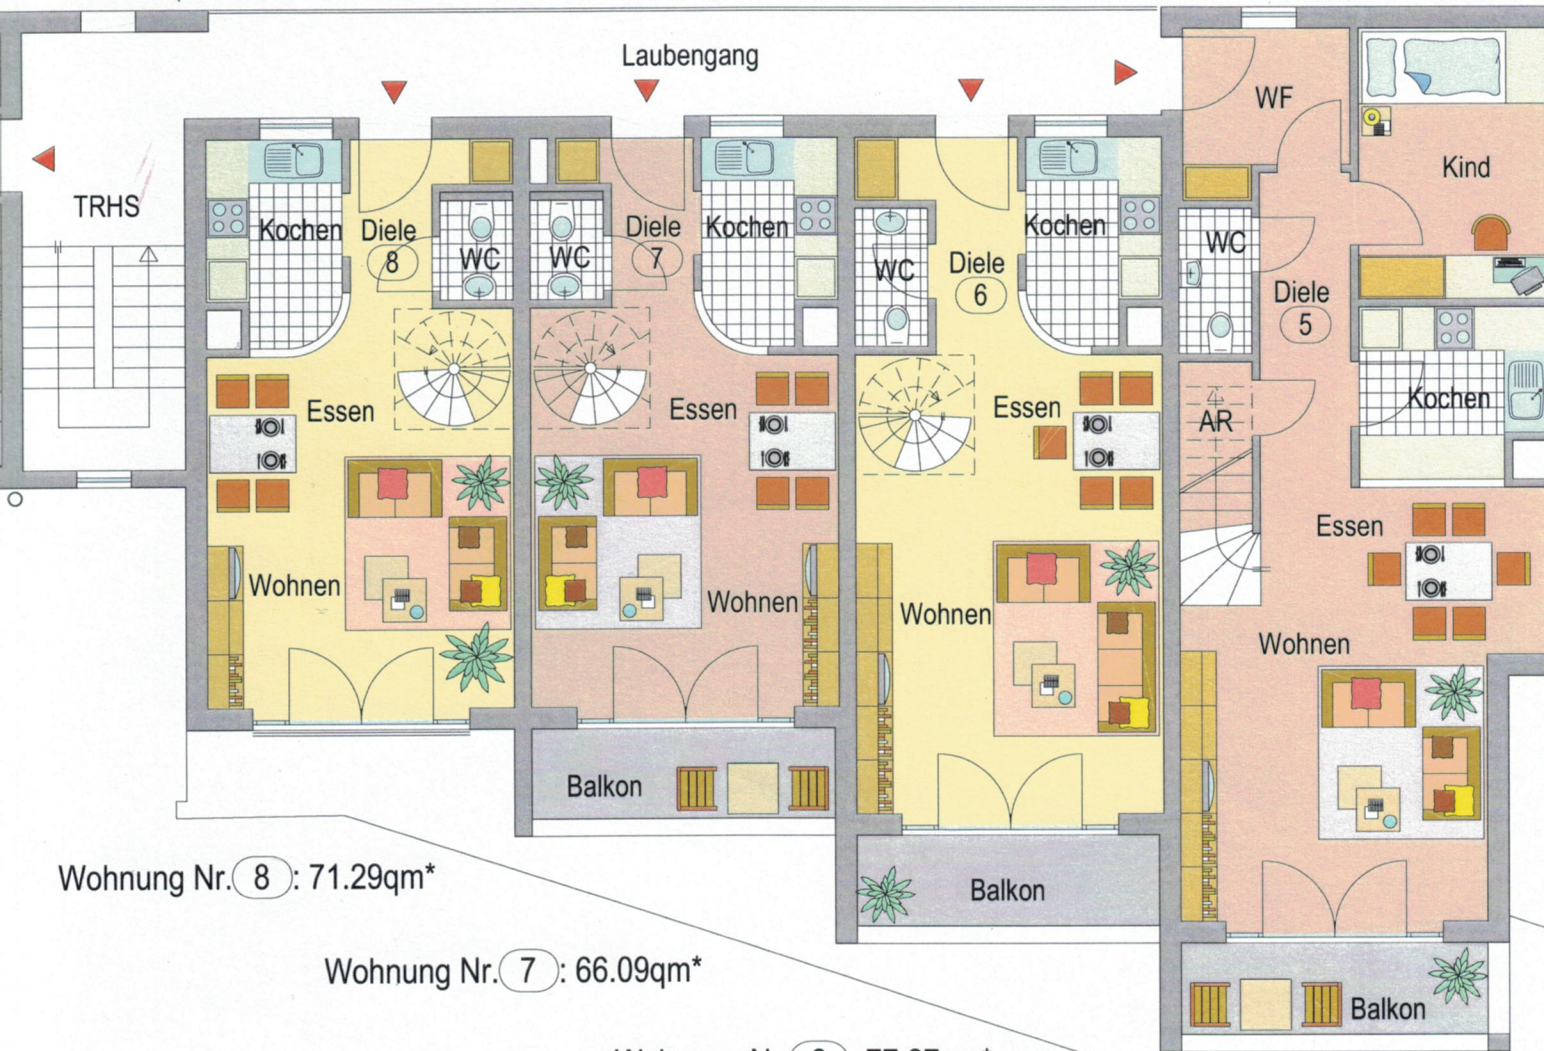 Laubengang
WF
Kind
TRHS
Kochen
Diele
8
WC
WC
Diele
7
Kochen
WC
Diele
6
Kochen
WC
Diele
5
Essen
Essen
Essen
AR
Kochen
Essen
Wohnen
Wohnen
Wohnen
Wohnen
Balkon
Balkon
Balkon
Wohnung Nr. 8 : 71.29qm*
Wohnung Nr. 7 : 66.09qm*